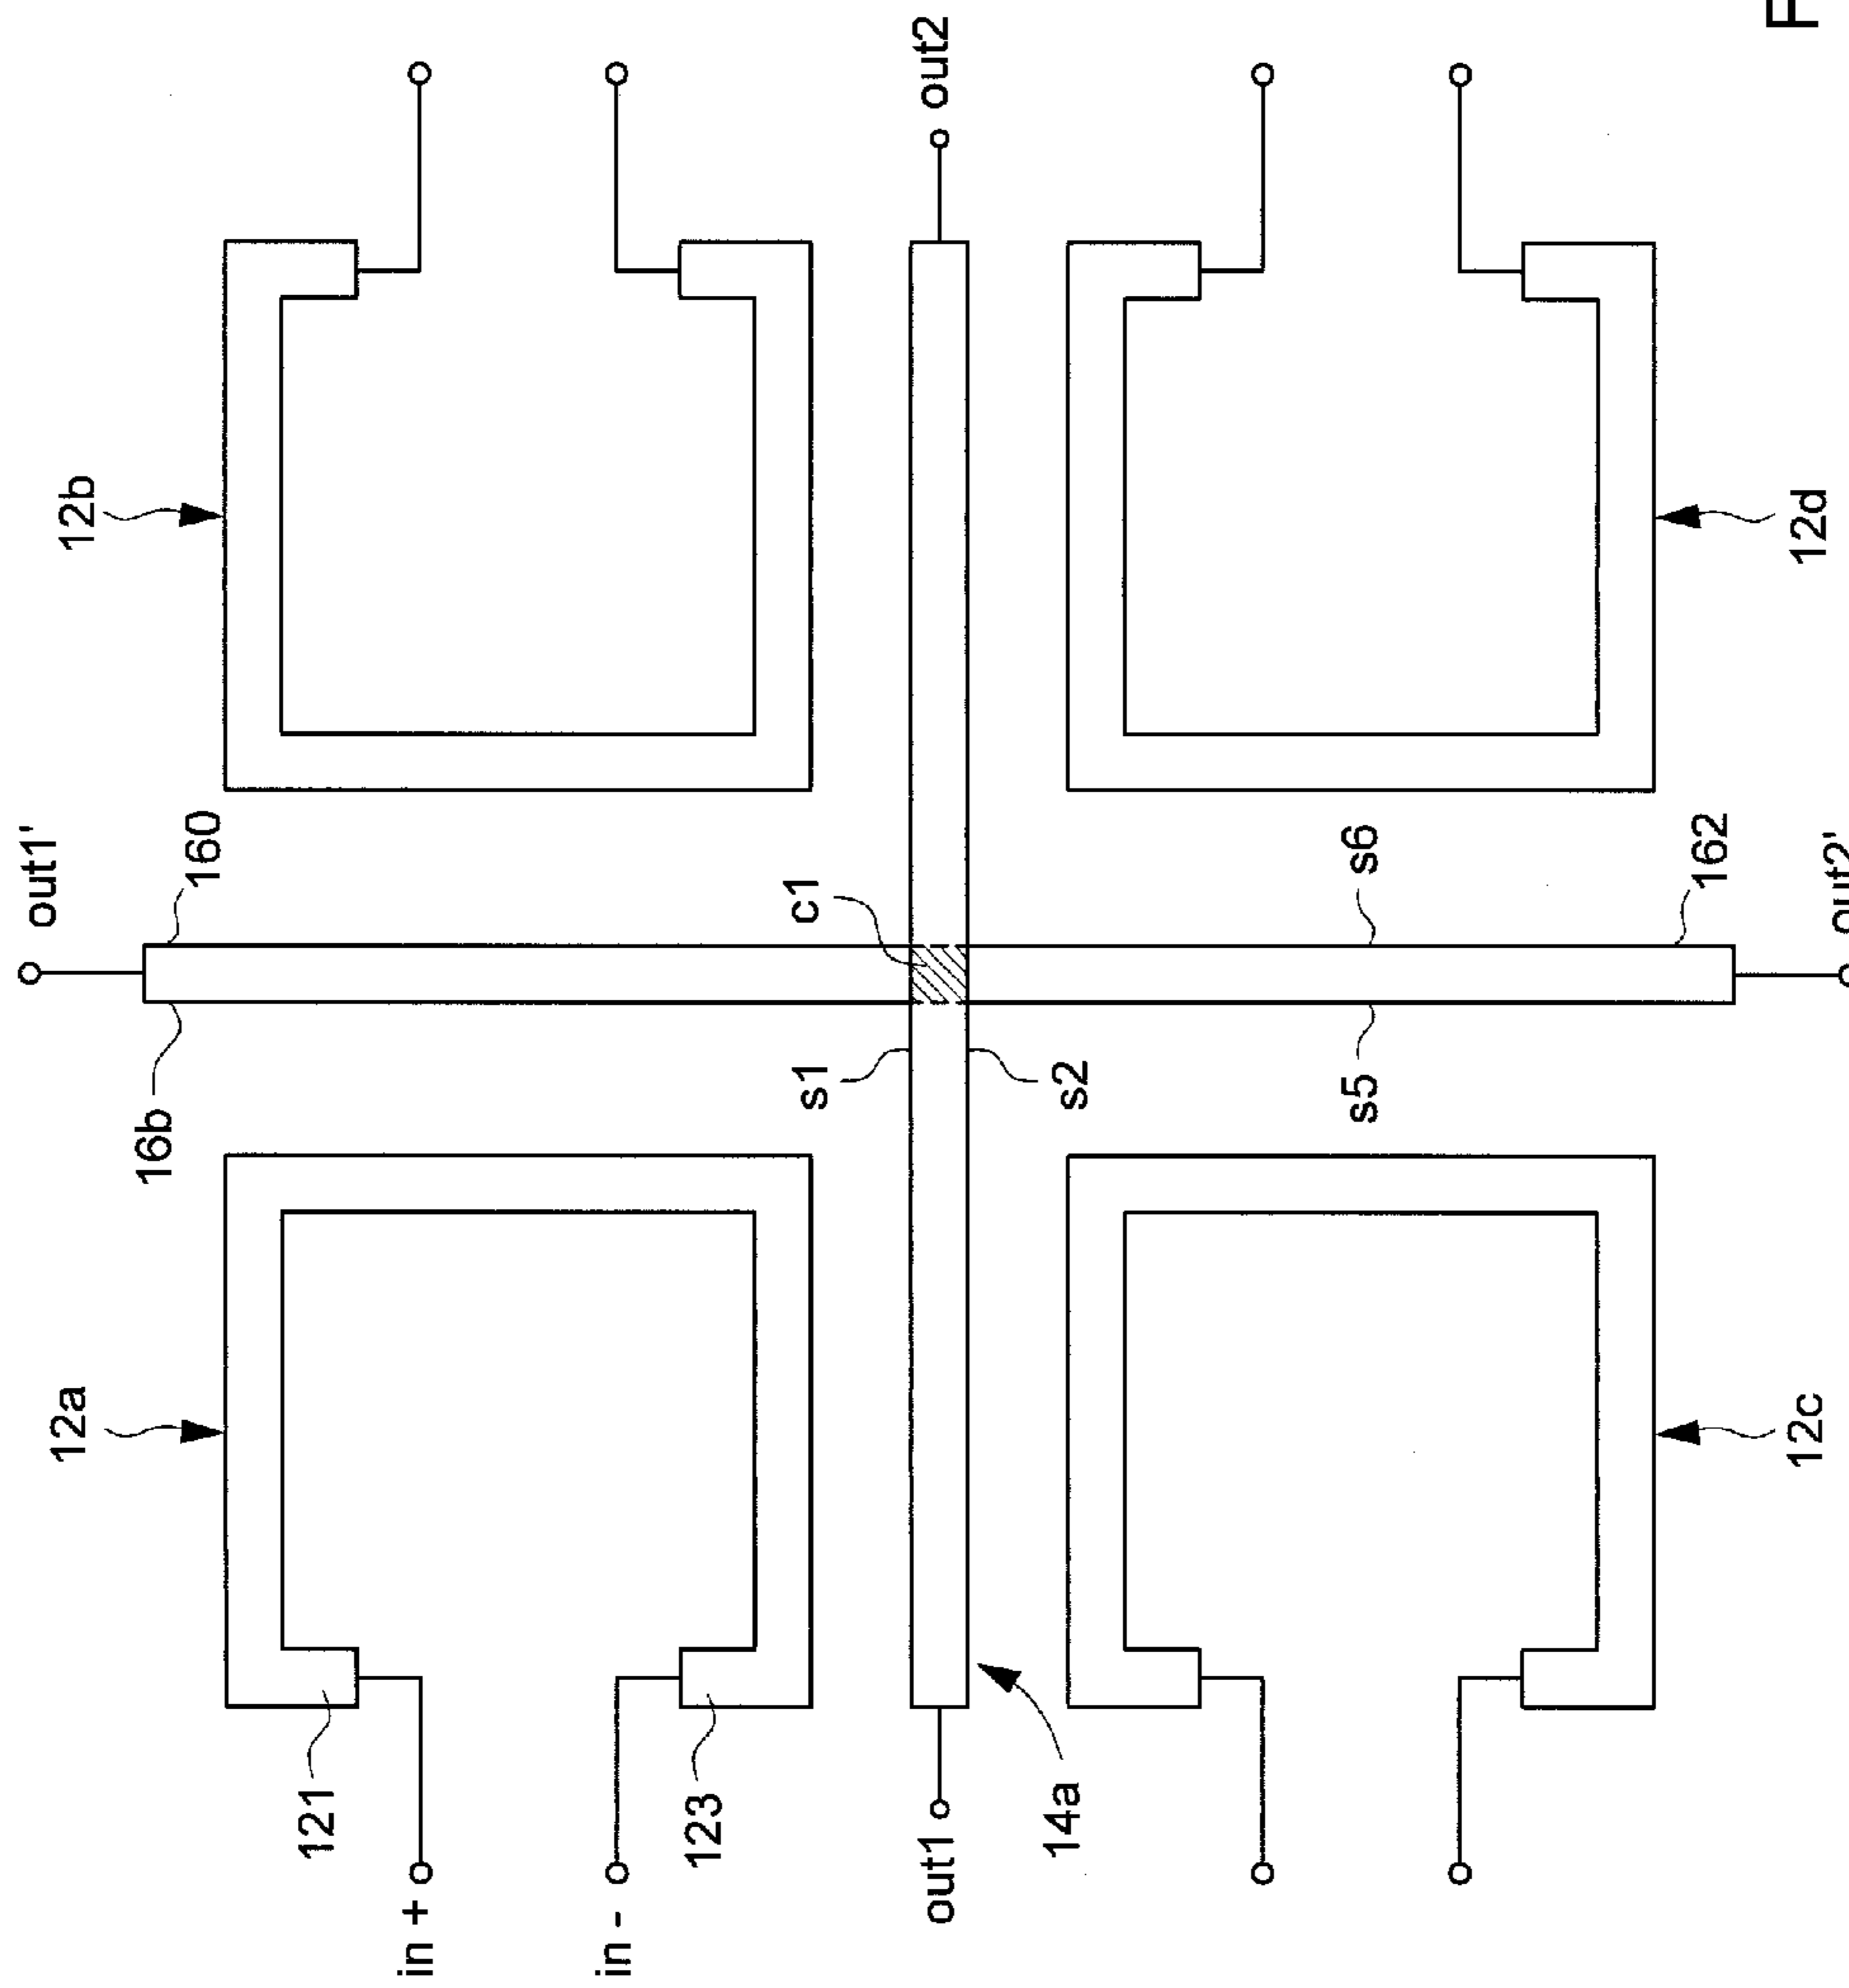 out1'
12a
12b
16b
160
121
in +
in -
123
c1
s1
out1
out2
14a
s2
s5
s6
162
F
12c
12d
out2'